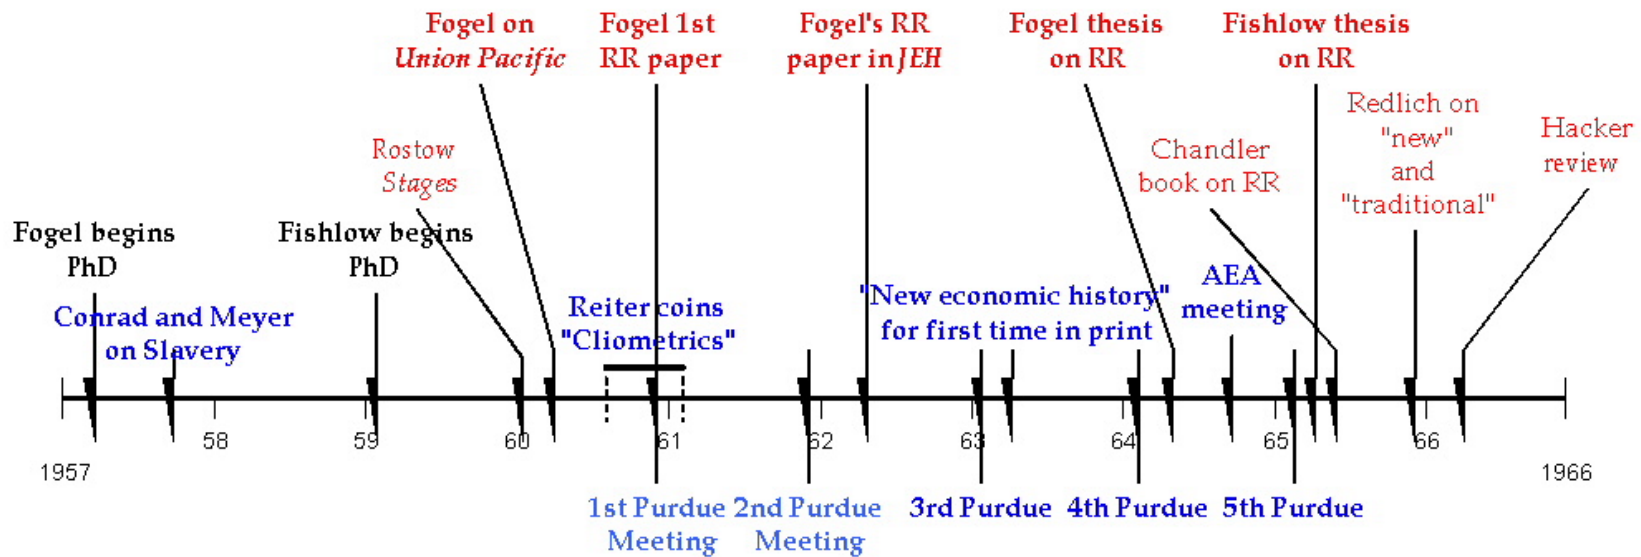 Fogel on
Union Pacific
Fogel 1st
RR paper
Fogel's RR
paper in JEH
Fogel thesis
on RR
Fishlow thesis
on RR
Rostow
Stages
Chandler
book on RR
Redlich on
"new"
and
"traditional"
Hacker
review
Fogel begins
PhD
Fishlow begins
PhD
Conrad and Meyer
on Slavery
Reiter coins
"Cliometrics"
"New economic history"
for first time in print
AEA
meeting
58
59
60
61
62
63
64
65
66
1957
1966
1st Purdue
Meeting
2nd Purdue
Meeting
3rd Purdue
4th Purdue
5th Purdue